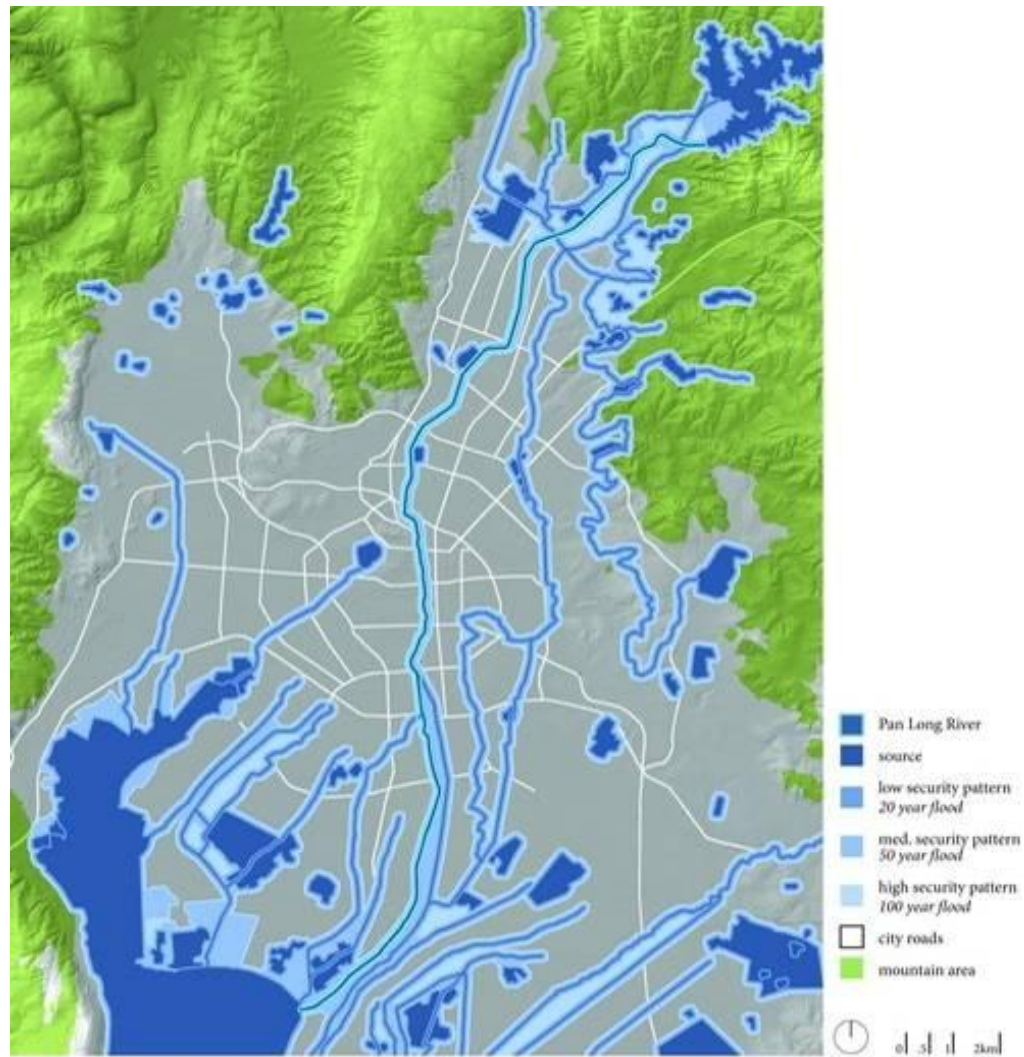 Pan Long River
source
low security pattern
20 year flood
med. security pattern
50 year flood
high security pattern
100 year flood
city roads
mountain area
0 .5 1 2km